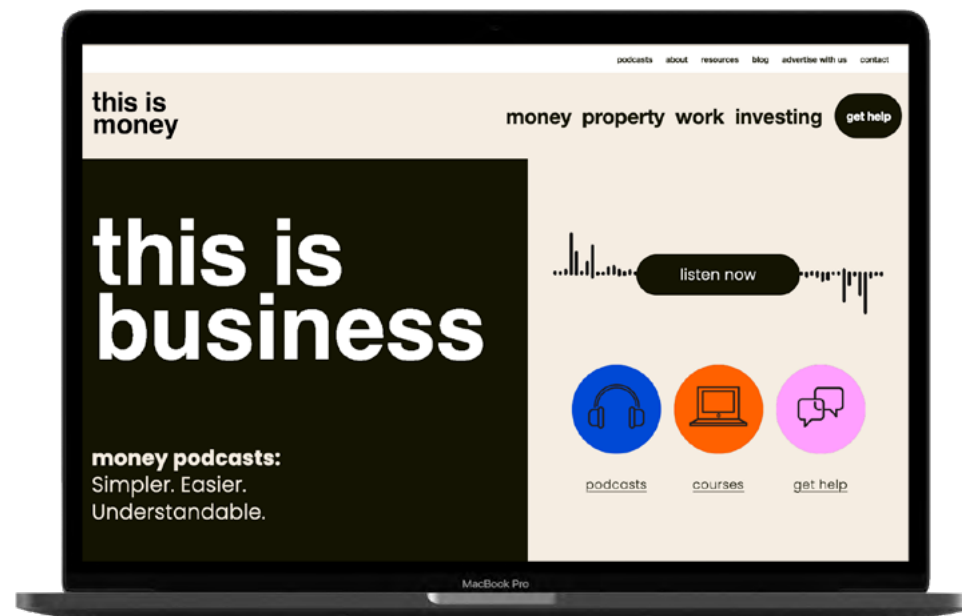 podcasts about resources blog advertise with us contact
this is
money
money property work investing get help
this is
business
listen now
money podcasts:
Simpler. Easier.
Understandable.
podcasts courses get help
MacBook Pro